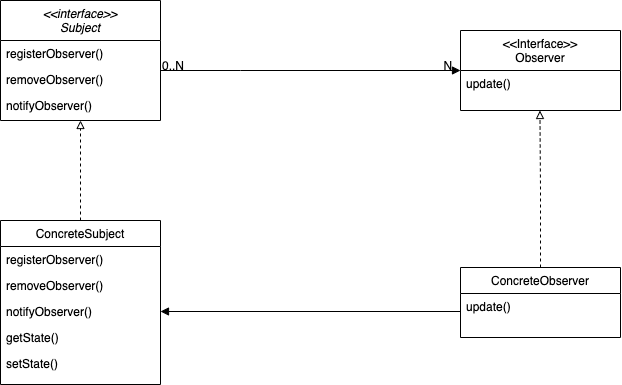 <<interface>>
Subject
registerObserver()
removeObserver()
notifyObserver()
0..N
N
<<Interface>>
Observer
update()
ConcreteSubject
registerObserver()
removeObserver()
notifyObserver()
getState()
setState()
ConcreteObserver
update()